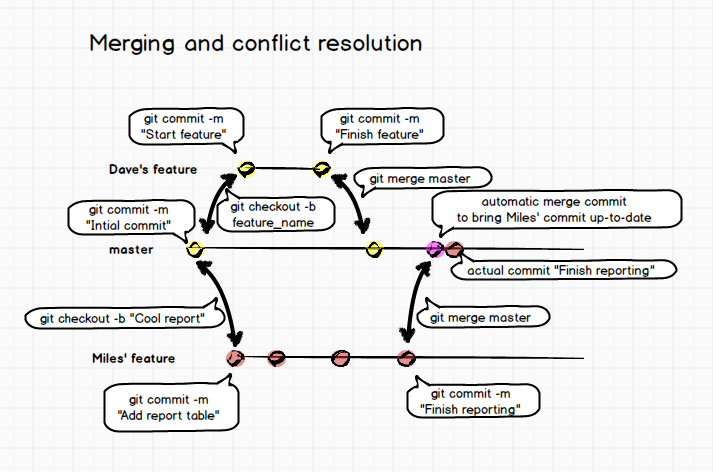 Merging and conflict resolution
git commit -m
"Start feature"
git commit -m
"Finish feature"
Dave's feature
git merge master
git checkout -b
feature_name
automatic merge commit
to bring Miles' commit up-to-date
git commit -m
"Intial commit"
master
actual commit "Finish reporting"
git checkout -b "Cool report"
git merge master
Miles' feature
git commit -m
"Add report table"
git commit -m
"Finish reporting"